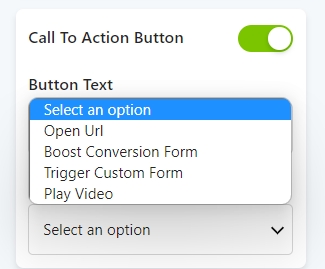 Call To Action Button
Button Text
Select an option
Open Url
Boost Conversion Form
Trigger Custom Form
Play Video
Select an option